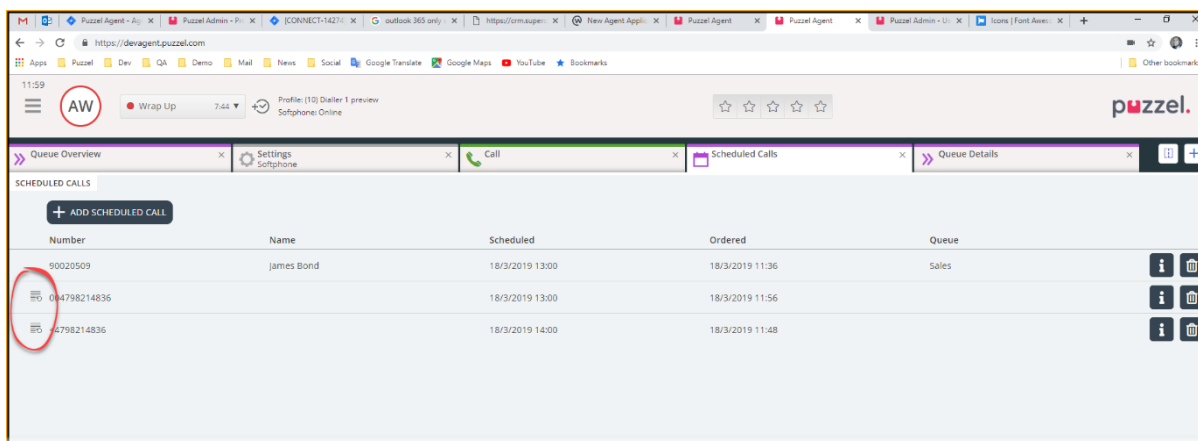 Puzzel Agent - Ag
Puzzel Admin - Pr
[CONNECT-14274
outlook 365 only
https://crm.supero
New Agent Applic
Puzzel Agent
Puzzel Agent
Puzzel Admin - Us
Icons | Font Aweso
https://devagent.puzzel.com
Apps Puzzel Dev QA Demo Mail News Social Google Translate Google Maps YouTube Bookmarks Other bookmark
11:59
AW
Wrap Up 7:44
Profile: (10) Dialler 1 preview
Softphone: Online
puzzel.
Queue Overview
Settings
Softphone
Call
Scheduled Calls
Queue Details
SCHEDULED CALLS
+ ADD SCHEDULED CALL
Number Name Scheduled Ordered Queue
90020509 James Bond 18/3/2019 13:00 18/3/2019 11:36 Sales
004798214836 18/3/2019 13:00 18/3/2019 11:56
+4798214836 18/3/2019 14:00 18/3/2019 11:48